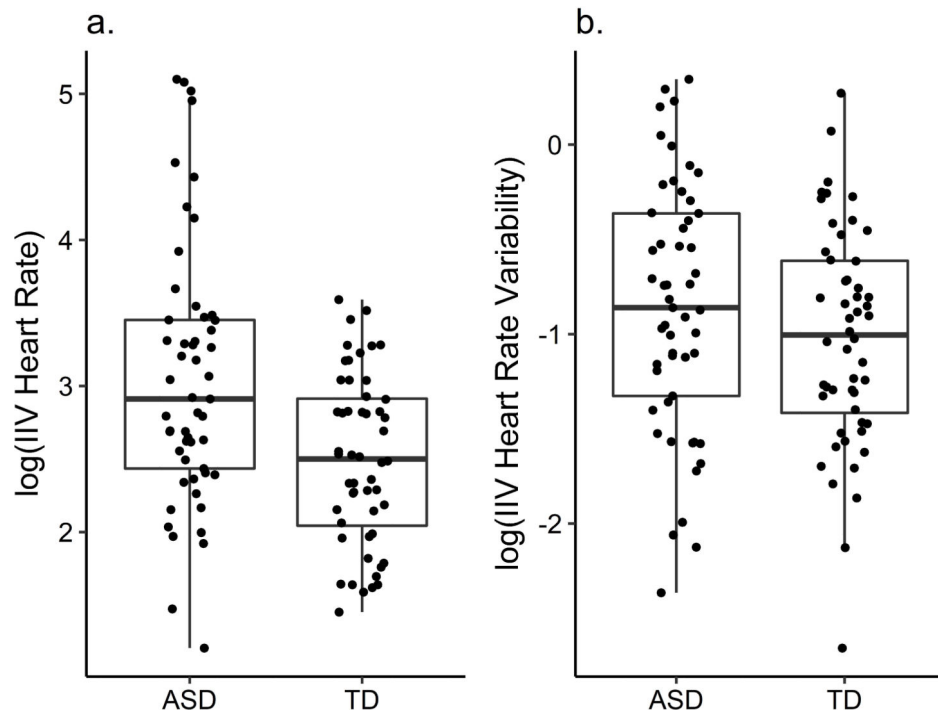 a.
log(IIV Heart Rate)
5
4
3
2
ASD
TD
b.
log(IIV Heart Rate Variability)
0
-1
-2
ASD
TD